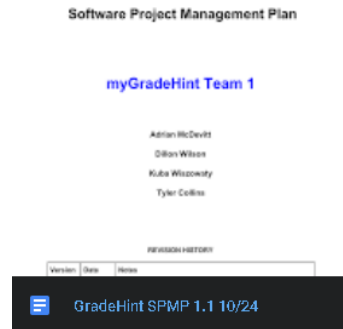 Software Project Management Plan
myGradeHint Team 1
Adrian McDevitt
Dillon Wilson
Kuba Wiszowaty
Tyler Collins
REVISION HISTORY
Version Date Notes
GradeHint SPMP 1.1 10/24